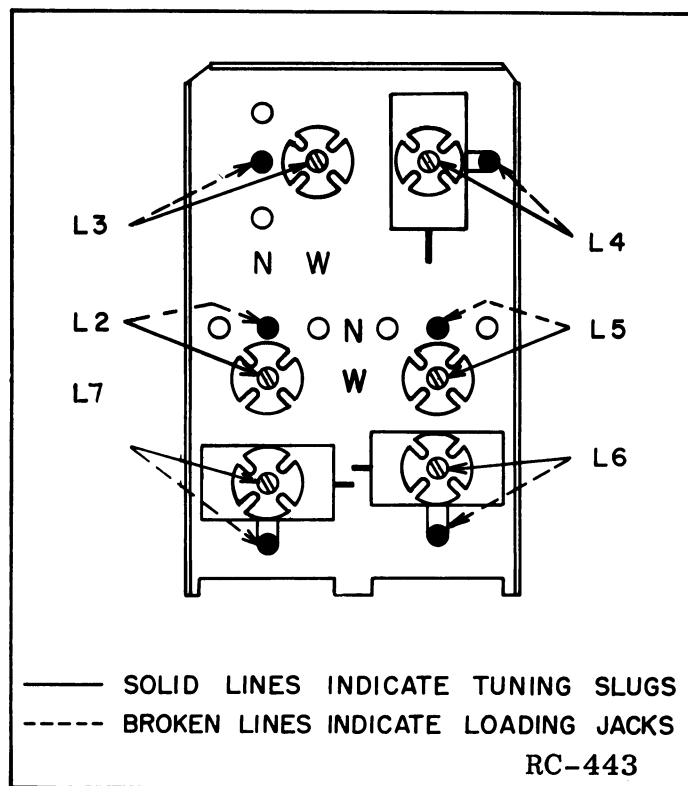 L3
L4
N W
L2
N
L5
W
L7
L6
SOLID LINES INDICATE TUNING SLUGS
BROKEN LINES INDICATE LOADING JACKS
RC-443